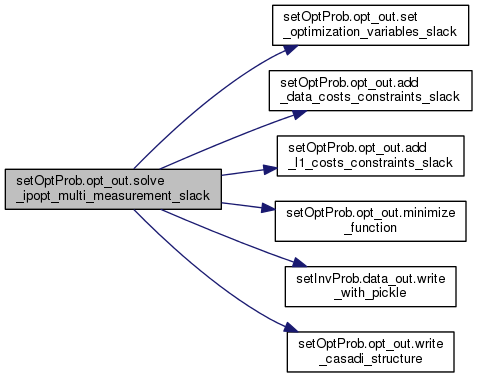 setOptProb.opt_out.set
_optimization_variables_slack
setOptProb.opt_out.add
_data_costs_constraints_slack
setOptProb.opt_out.add
_l1_costs_constraints_slack
setOptProb.opt_out.solve
_ipopt_multi_measurement_slack
setOptProb.opt_out.minimize
_function
setInvProb.data_out.write
_with_pickle
setOptProb.opt_out.write
_casadi_structure